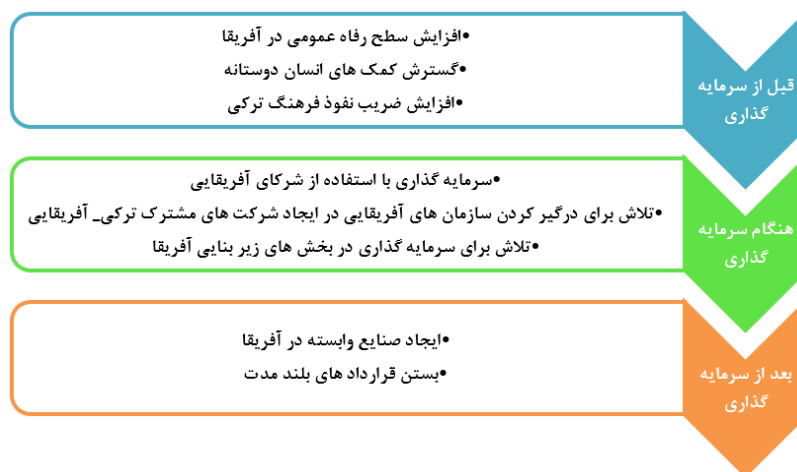 قبل از سرمایه
گذاری
•افزایش سطح رفاه عمومی در آفریقا
•گسترش کمک های انسان دوستانه
•افزایش ضریب نفوذ فرهنگ ترکی
هنگام سرمایه
گذاری
•سرمایه گذاری با استفاده از شرکای آفریقایی
•تلاش برای درگیر کردن سازمان های آفریقایی در ایجاد شرکت های مشترک ترکی_ آفریقایی
•تلاش برای سرمایه گذاری در بخش های زیر بنایی آفریقا
بعد از سرمایه
گذاری
•ایجاد صنایع وابسته در آفریقا
•بستن قرارداد های بلند مدت